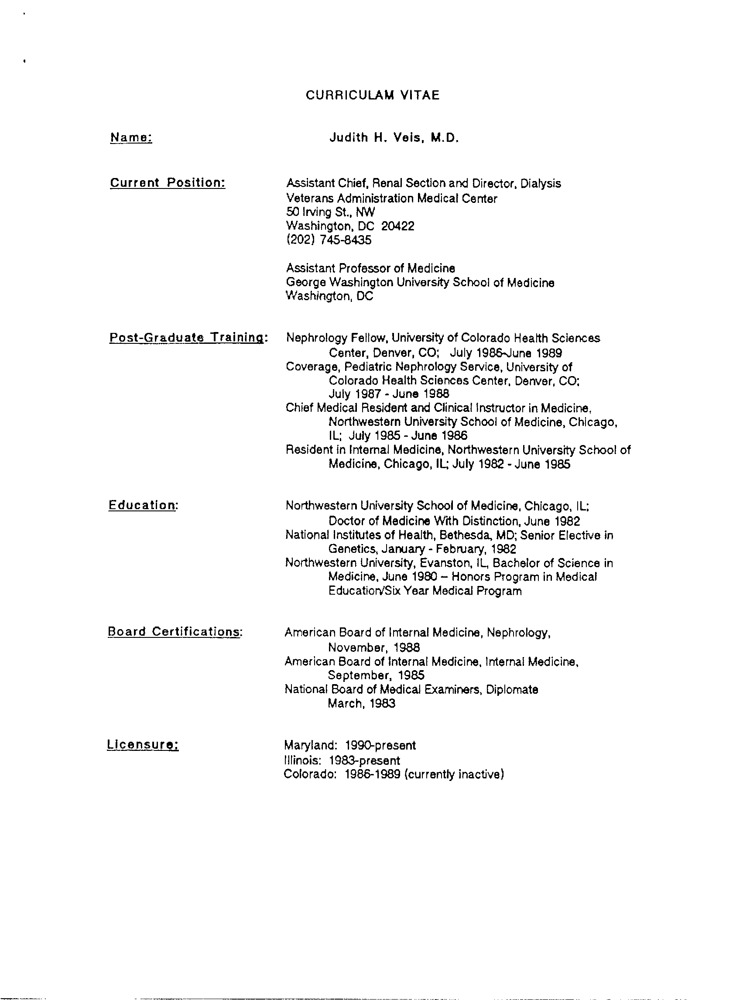 CURRICULAM VITAE
Name: Judith H. Veis, M.D.
Current Position: Assistant Chief, Renal Section and Director, Dialysis
Veterans Administration Medical Center
50 Irving St., NW
Washington, DC 20422
(202) 745-8435
Assistant Professor of Medicine
George Washington University School of Medicine
Washington, DC
Post-Graduate Training: Nephrology Fellow, University of Colorado Health Sciences
Center, Denver, CO; July 1986-June 1989
Coverage, Pediatric Nephrology Service, University of
Colorado Health Sciences Center, Denver, CO;
July 1987 - June 1988
Chief Medical Resident and Clinical Instructor in Medicine,
Northwestern University School of Medicine, Chicago,
IL; July 1985 - June 1986
Resident in Internal Medicine, Northwestern University School of
Medicine, Chicago, IL; July 1982 - June 1985
Education: Northwestern University School of Medicine, Chicago, IL;
Doctor of Medicine With Distinction, June 1982
National Institutes of Health, Bethesda, MD; Senior Elective in
Genetics, January - February, 1982
Northwestern University, Evanston, IL, Bachelor of Science in
Medicine, June 1980 – Honors Program in Medical
Education/Six Year Medical Program
Board Certifications: American Board of Internal Medicine, Nephrology,
November, 1988
American Board of Internal Medicine, Internal Medicine,
September, 1985
National Board of Medical Examiners, Diplomate
March, 1983
Licensure: Maryland: 1990-present
Illinois: 1983-present
Colorado: 1986-1989 (currently inactive)